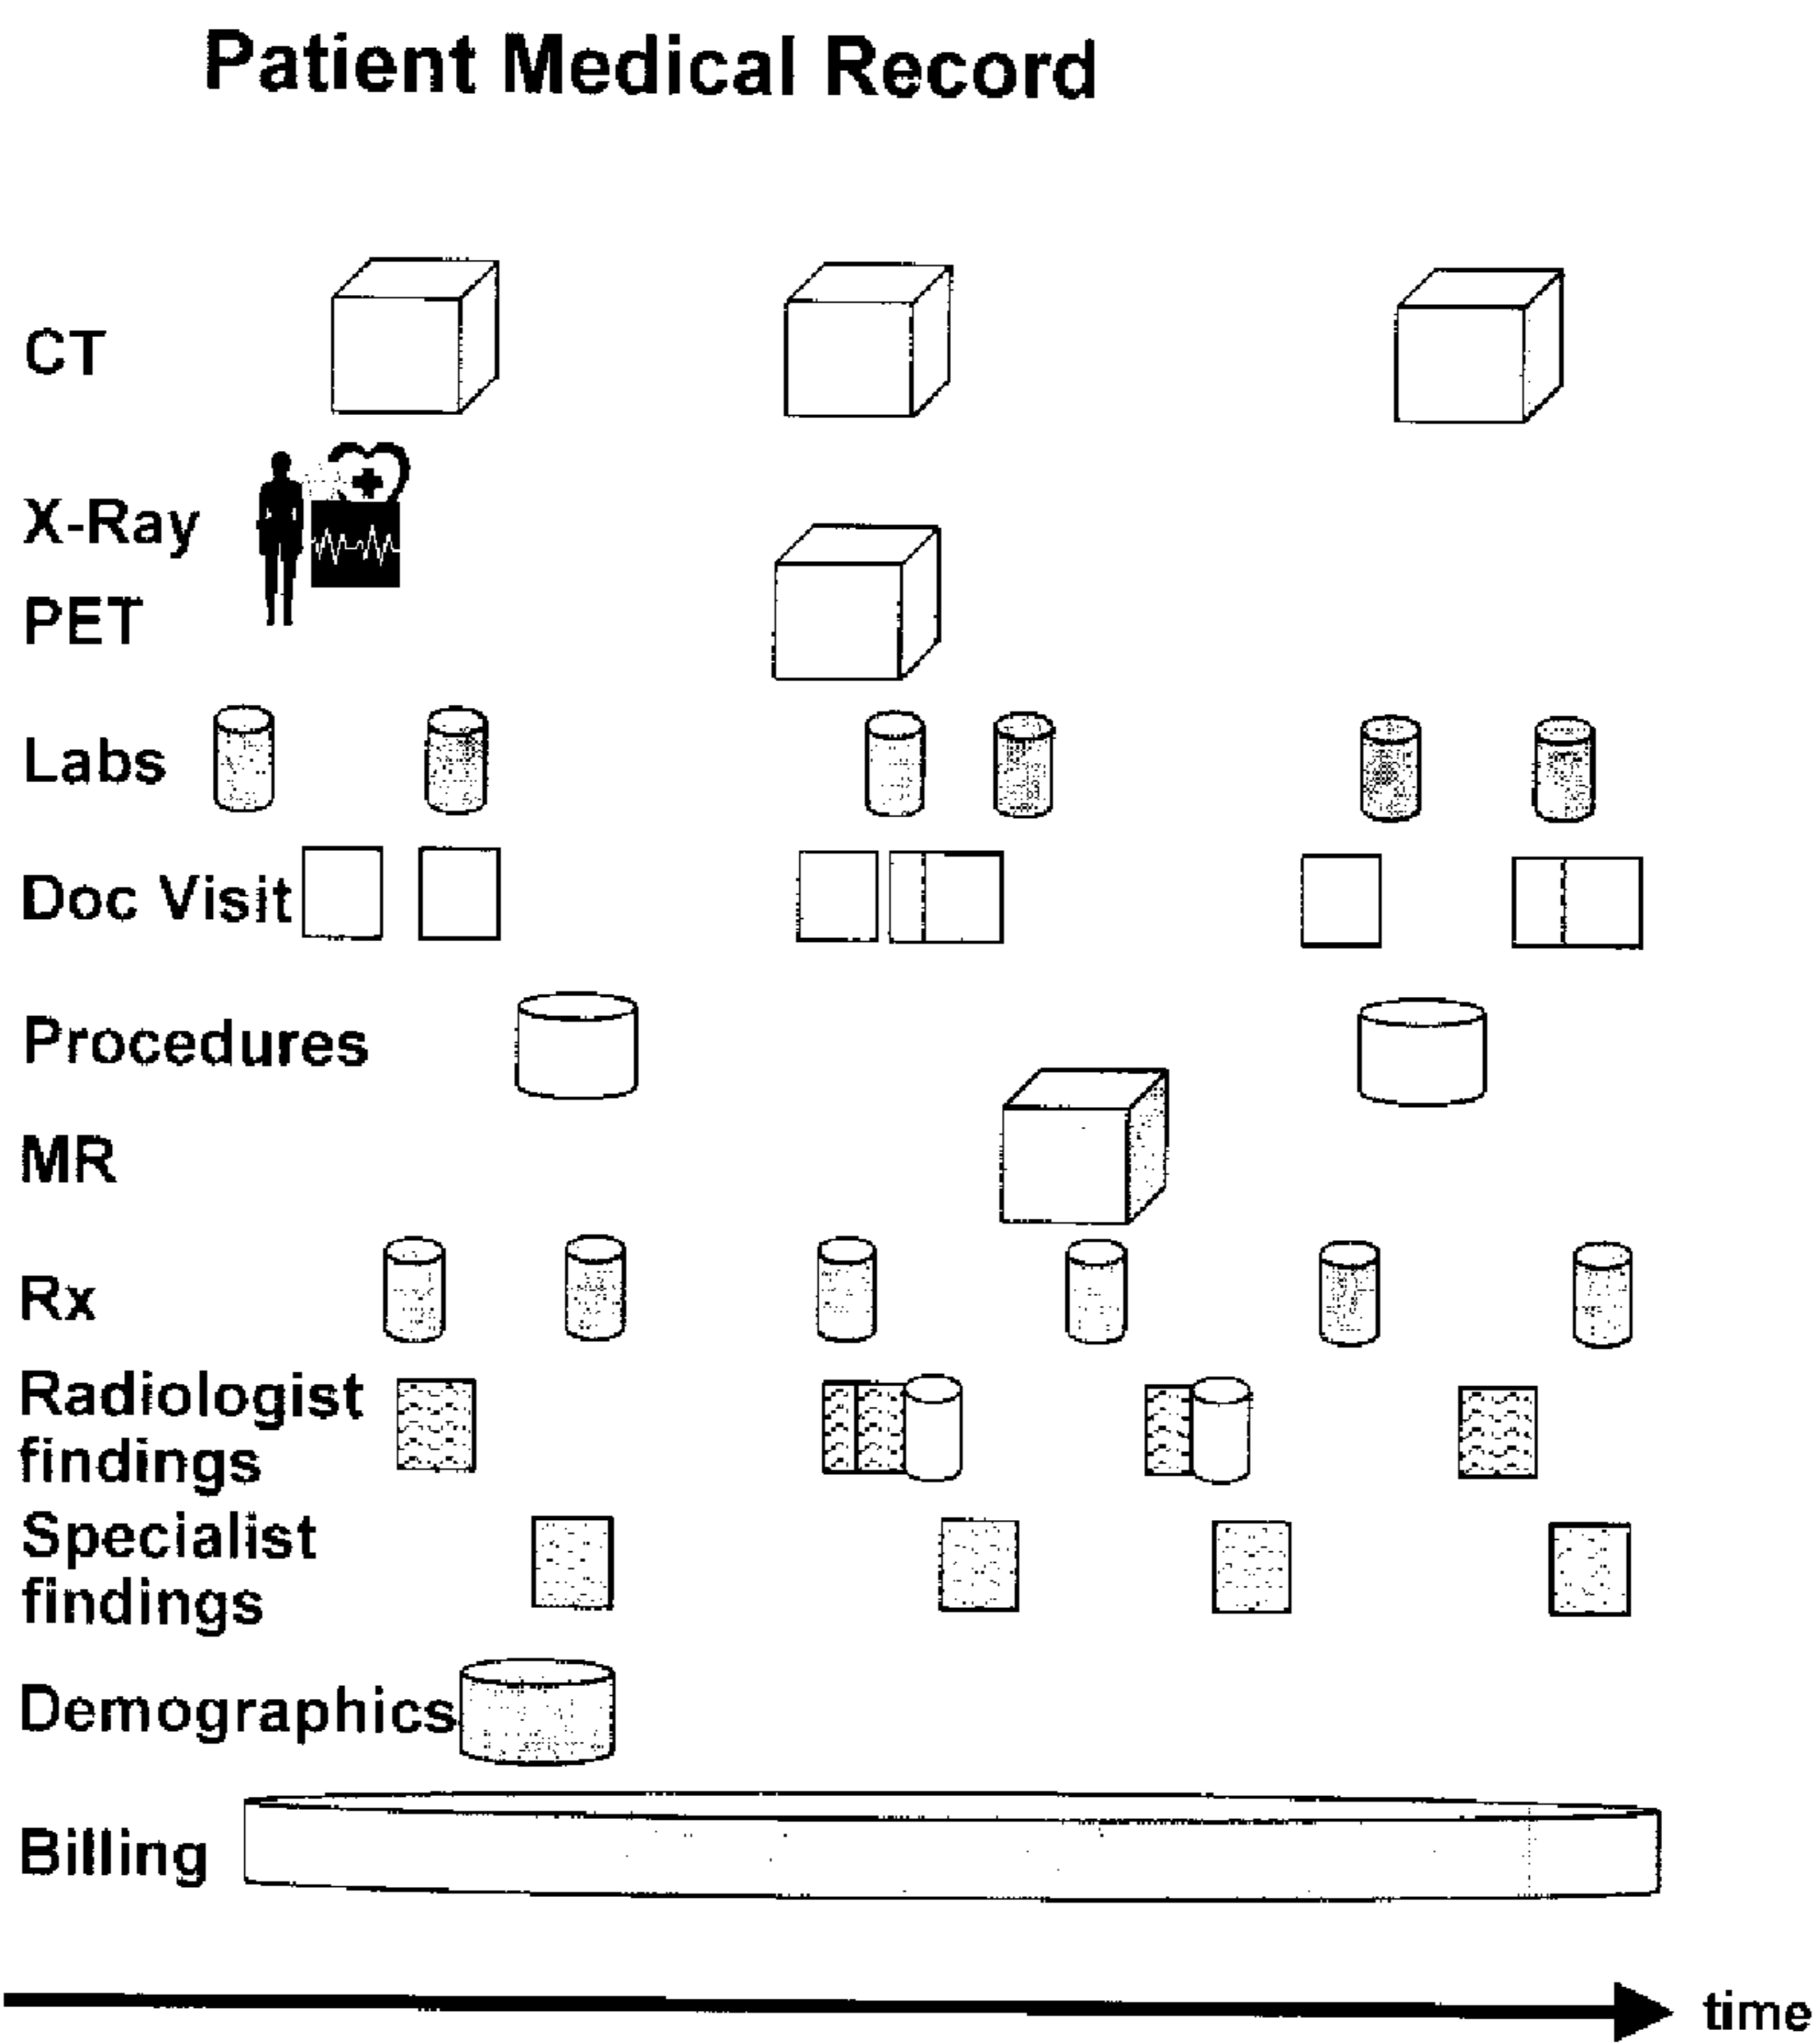 Patient Medical Record
CT
X-Ray
PET
Labs
Doc Visit
Procedures
MR
Rx
Radiologist
findings
Specialist
findings
Demographics
Billing
time